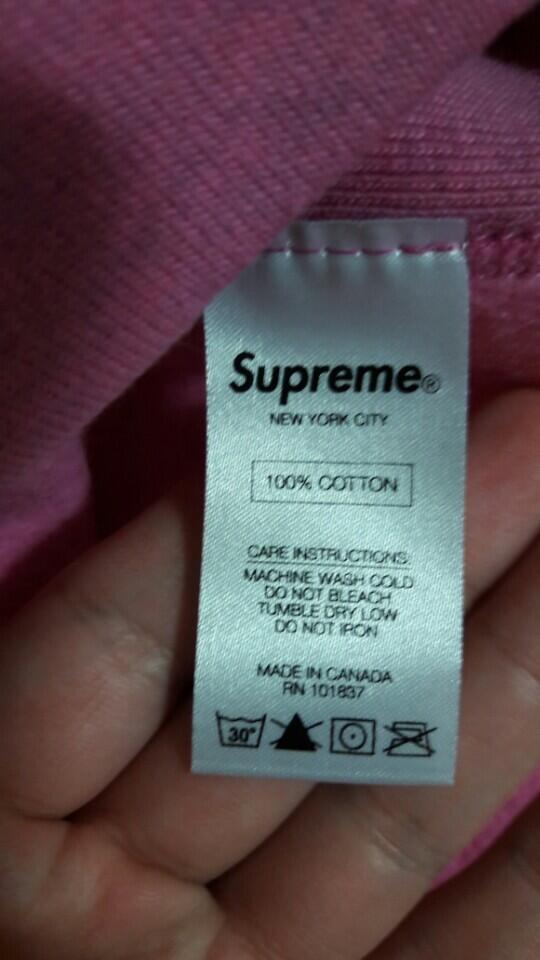 Supreme®
NEW YORK CITY
100% COTTON
CARE INSTRUCTIONS:
MACHINE WASH COLD
DO NOT BLEACH
TUMBLE DRY LOW
DO NOT IRON
MADE IN CANADA
RN 101837
30°